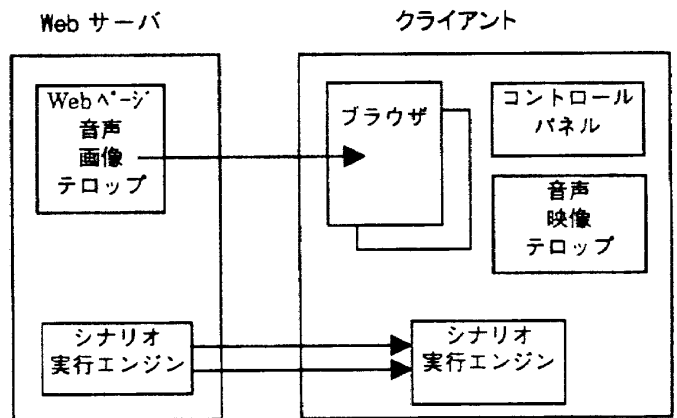 Web サーバ
クライアント
Webページ
音声
画像
テロップ
ブラウザ
コントロール
パネル
音声
映像
テロップ
シナリオ
実行エンジン
シナリオ
実行エンジン